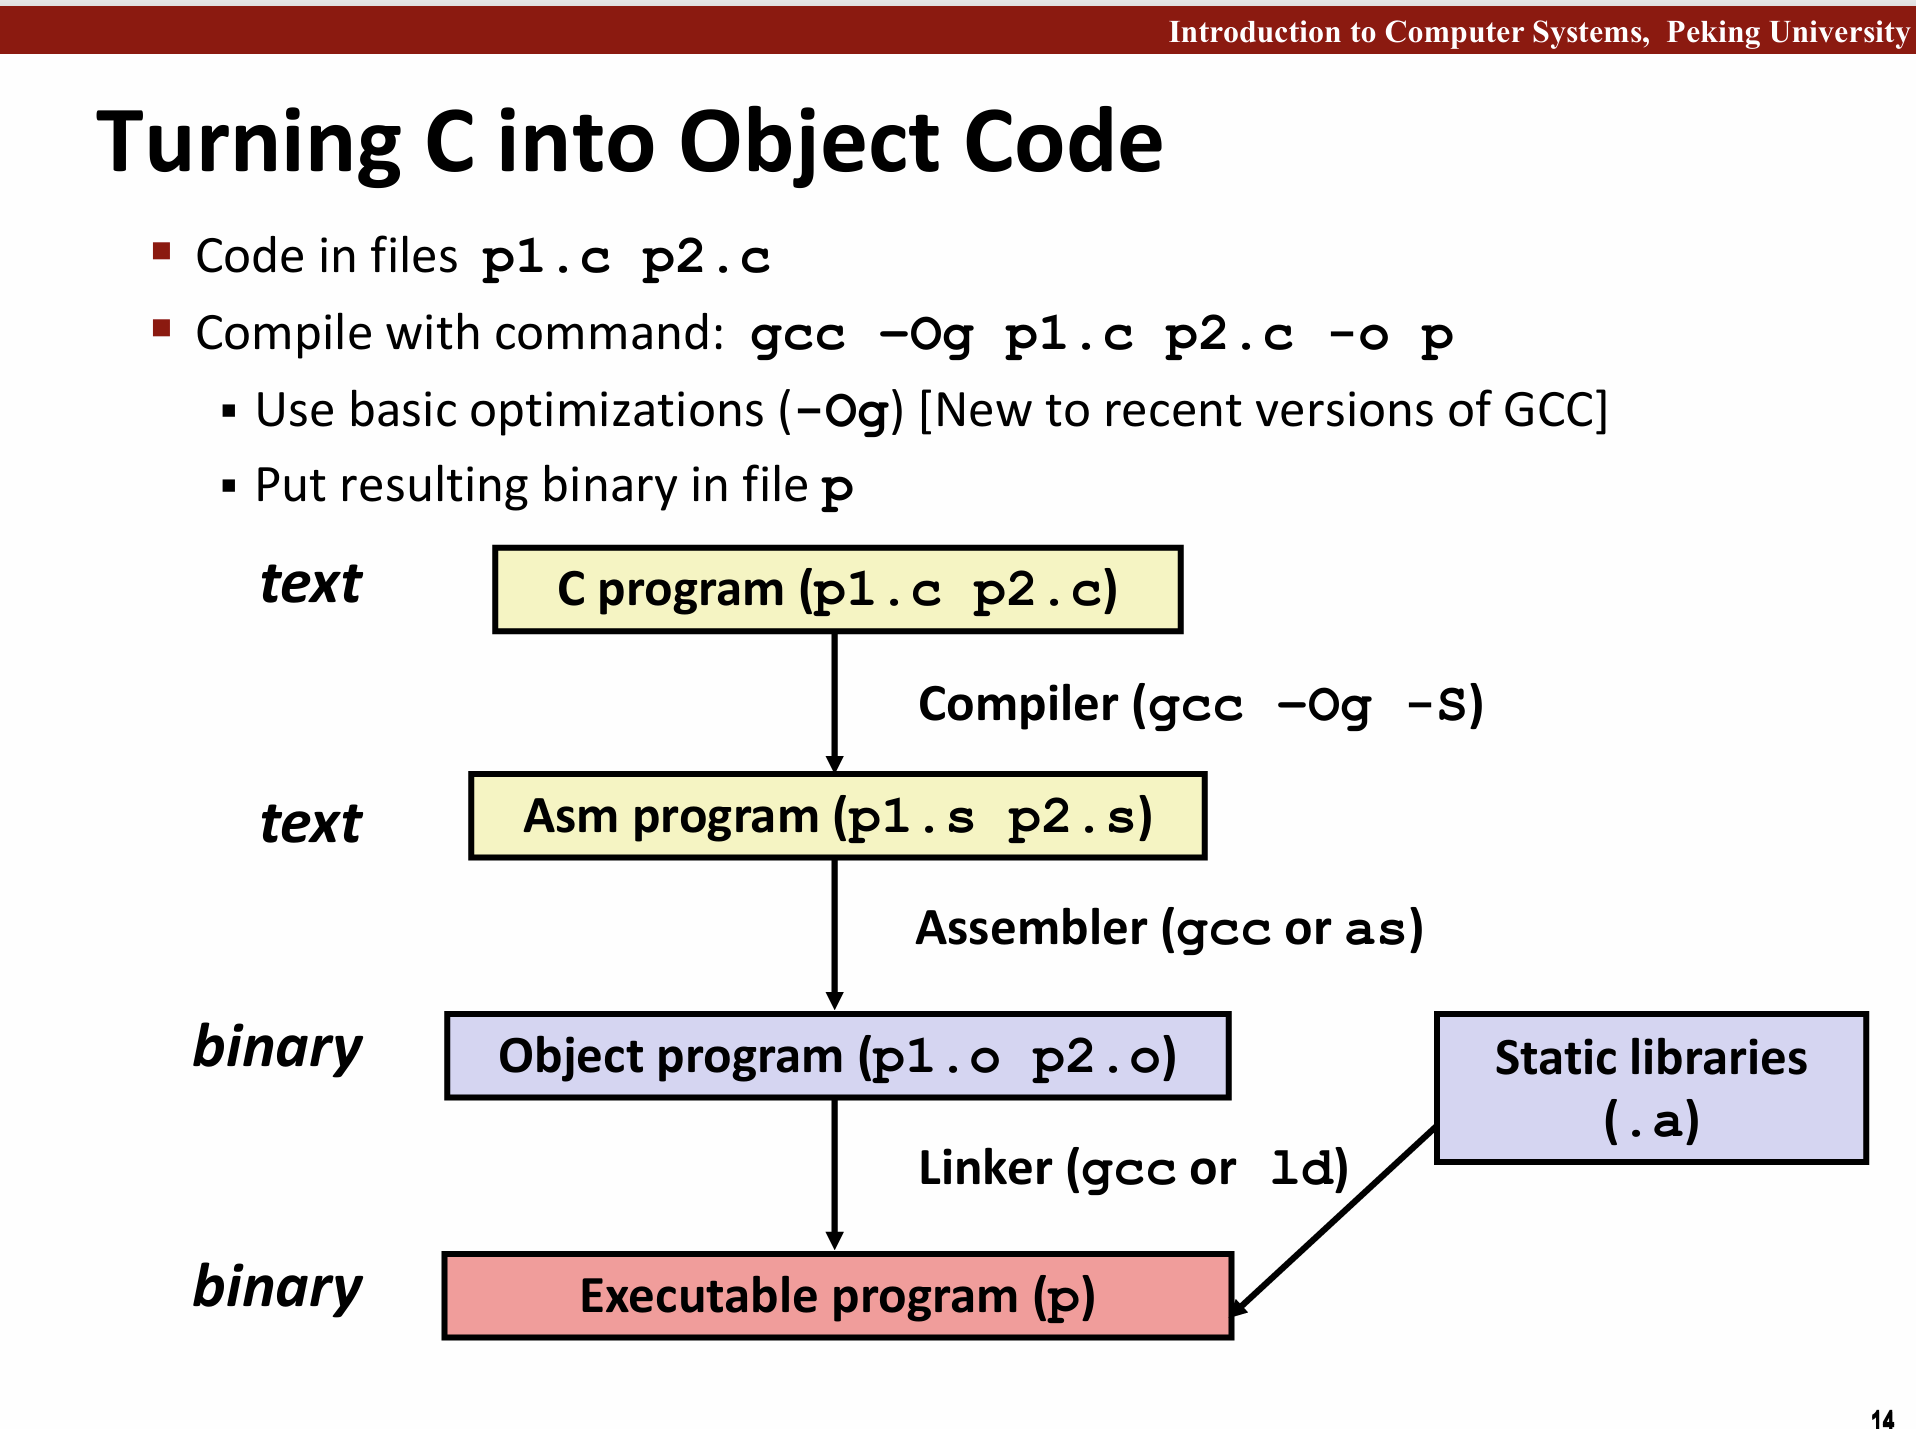 Introduction to Computer Systems, Peking University
Turning C into Object Code
Code in files p1.c p2.c
Compile with command: gcc –Og p1.c p2.c -o p
Use basic optimizations (-Og) [New to recent versions of GCC]
Put resulting binary in file p
text
C program (p1.c p2.c)
Compiler (gcc –Og -S)
text
Asm program (p1.s p2.s)
Assembler (gcc or as)
binary
Object program (p1.o p2.o)
Static libraries
(.a)
Linker (gcc or ld)
binary
Executable program (p)
14